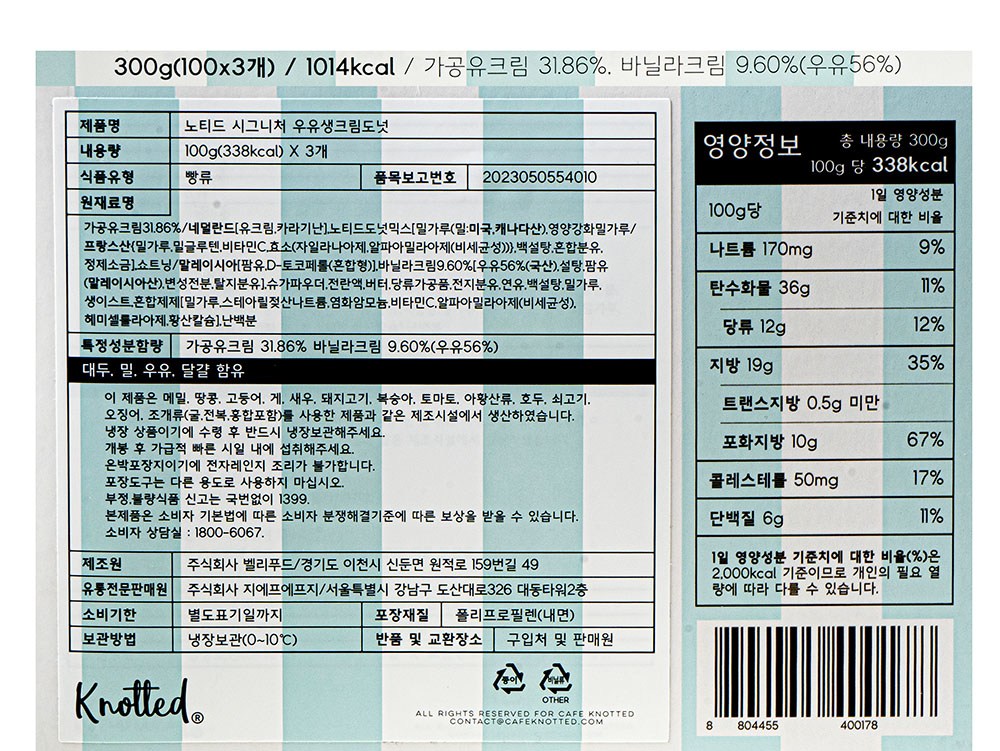 300g(100x3개) / 1014kcal / 가공유크림 31.86%. 바닐라크림 9.60%(우유56%)
제품명 노티드 시그니처 우유생크림도넛
내용량 100g(338kcal) X 3개
식품유형 빵류 품목보고번호 2023050554010
원재료명
가공유크림31.86%/네덜란드[유크림,카라기난],노티드도넛믹스[밀가루(밀:미국,캐나다산),영양강화밀가루/
프랑스산{밀가루,밀글루텐,비타민C,효소(자일라나아제,알파아밀라아제(비세균성))},백설탕,혼합분유,
정제소금],쇼트닝/말레이시아[팜유,D-토코페롤(혼합형)],바닐라크림9.60%[우유56%(국산),설탕,팜유
(말레이시아산),변성전분,탈지분유],슈가파우더,전란액,버터,당류가공품,전지분유,연유,백설탕,밀가루,
생이스트,혼합제제[밀가루,스테아릴젖산나트륨,염화암모늄,비타민C,알파아밀라아제(비세균성),
헤미셀룰라아제,황산칼슘],난백분
특정성분함량 가공유크림 31.86% 바닐라크림 9.60%(우유56%)
대두, 밀, 우유, 달걀 함유
이 제품은 메밀, 땅콩, 고등어, 게, 새우, 돼지고기, 복숭아, 토마토, 아황산류, 호두, 쇠고기,
오징어, 조개류(굴,전복,홍합포함)를 사용한 제품과 같은 제조시설에서 생산하였습니다.
냉장 상품이기에 수령 후 반드시 냉장보관해주세요.
개봉 후 가급적 빠른 시일 내에 섭취해주세요.
은박포장지이기에 전자레인지 조리가 불가합니다.
포장도구는 다른 용도로 사용하지 마십시오.
부정,불량식품 신고는 국번없이 1399.
본제품은 소비자 기본법에 따른 소비자 분쟁해결기준에 따른 보상을 받을 수 있습니다.
소비자 상담실 : 1800-6067.
제조원 주식회사 벨리푸드/경기도 이천시 신둔면 원적로 159번길 49
유통전문판매원 주식회사 지에프에프지/서울특별시 강남구 도산대로326 대동타워2층
소비기한 별도표기일까지 포장재질 폴리프로필렌(내면)
보관방법 냉장보관(0~10℃) 반품 및 교환장소 구입처 및 판매원
Knotted®
종이
비닐류
OTHER
ALL RIGHTS RESERVED FOR CAFE KNOTTED
CONTACT@CAFEKNOTTED.COM
영양정보 총 내용량 300g
100g 당 338kcal
100g당 1일 영양성분
기준치에 대한 비율
나트륨 170mg 9%
탄수화물 36g 11%
당류 12g 12%
지방 19g 35%
트랜스지방 0.5g 미만
포화지방 10g 67%
콜레스테롤 50mg 17%
단백질 6g 11%
1일 영양성분 기준치에 대한 비율(%)은
2,000kcal 기준이므로 개인의 필요 열
량에 따라 다를 수 있습니다.
8 804455 400178